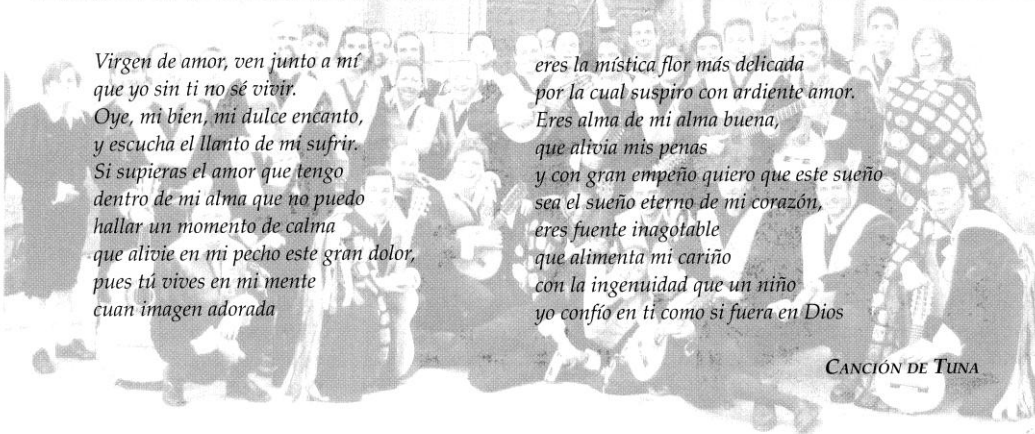 Virgen de amor, ven junto a mí
que yo sin ti no sé vivir.
Oye, mi bien, mi dulce encanto,
y escucha el llanto de mi sufrir.
Si supieras el amor que tengo
dentro de mi alma que no puedo
hallar un momento de calma
que alivie en mi pecho este gran dolor,
pues tú vives en mi mente
cuan imagen adorada
eres la mística flor más delicada
por la cual suspiro con ardiente amor.
Eres alma de mi alma buena,
que alivia mis penas
y con gran empeño quiero que este sueño
sea el sueño eterno de mi corazón,
eres fuente inagotable
que alimenta mi cariño
con la ingenuidad que un niño
yo confío en ti como si fuera en Dios
CANCIÓN DE TUNA